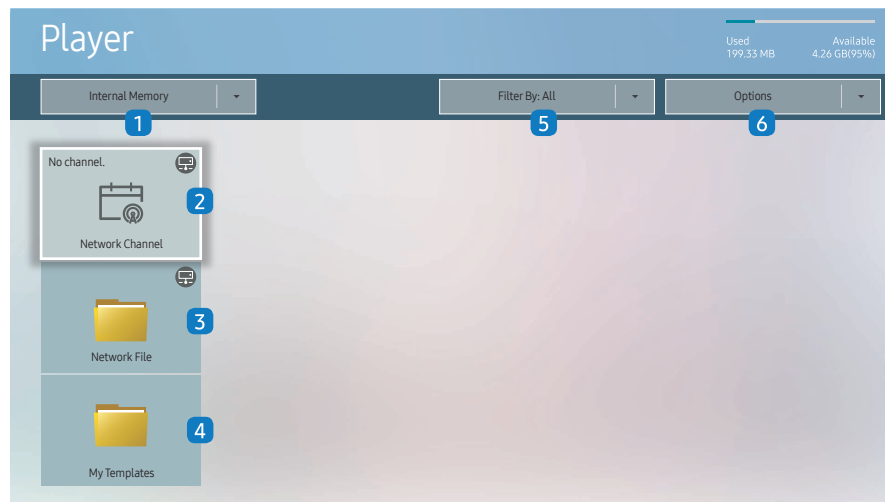 Player
Used Available
199.33 MB 4.26 GB(95%)
Internal Memory Filter By: All Options
1 5 6
No channel.
2
Network Channel
3
Network File
4
My Templates